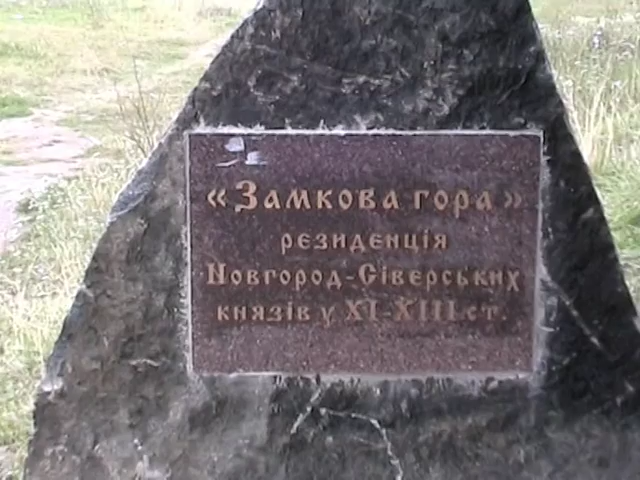 «Замкова гора»
резиденція
Новгород-Сіверських
князів у XI-XIII ст.